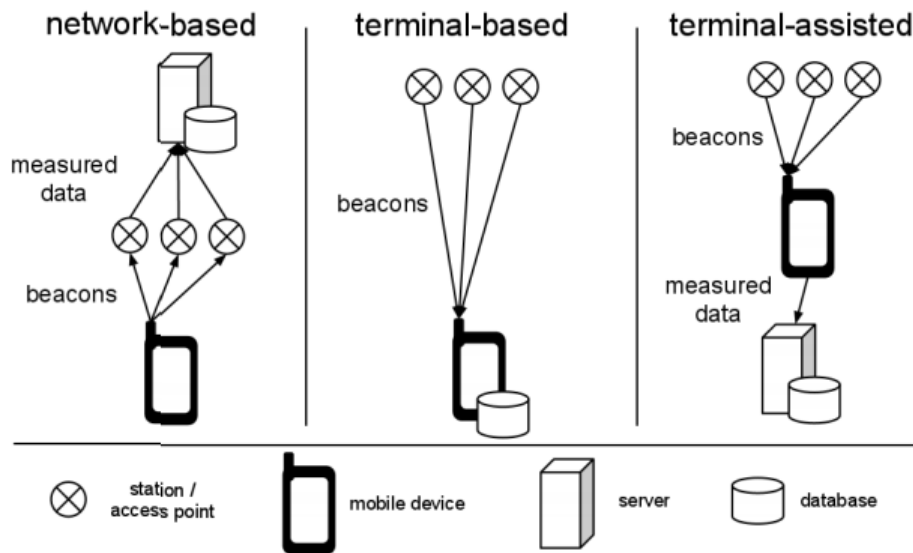 network-based
terminal-based
terminal-assisted
measured
data
beacons
beacons
beacons
measured
data
station /
access point
mobile device
server
database